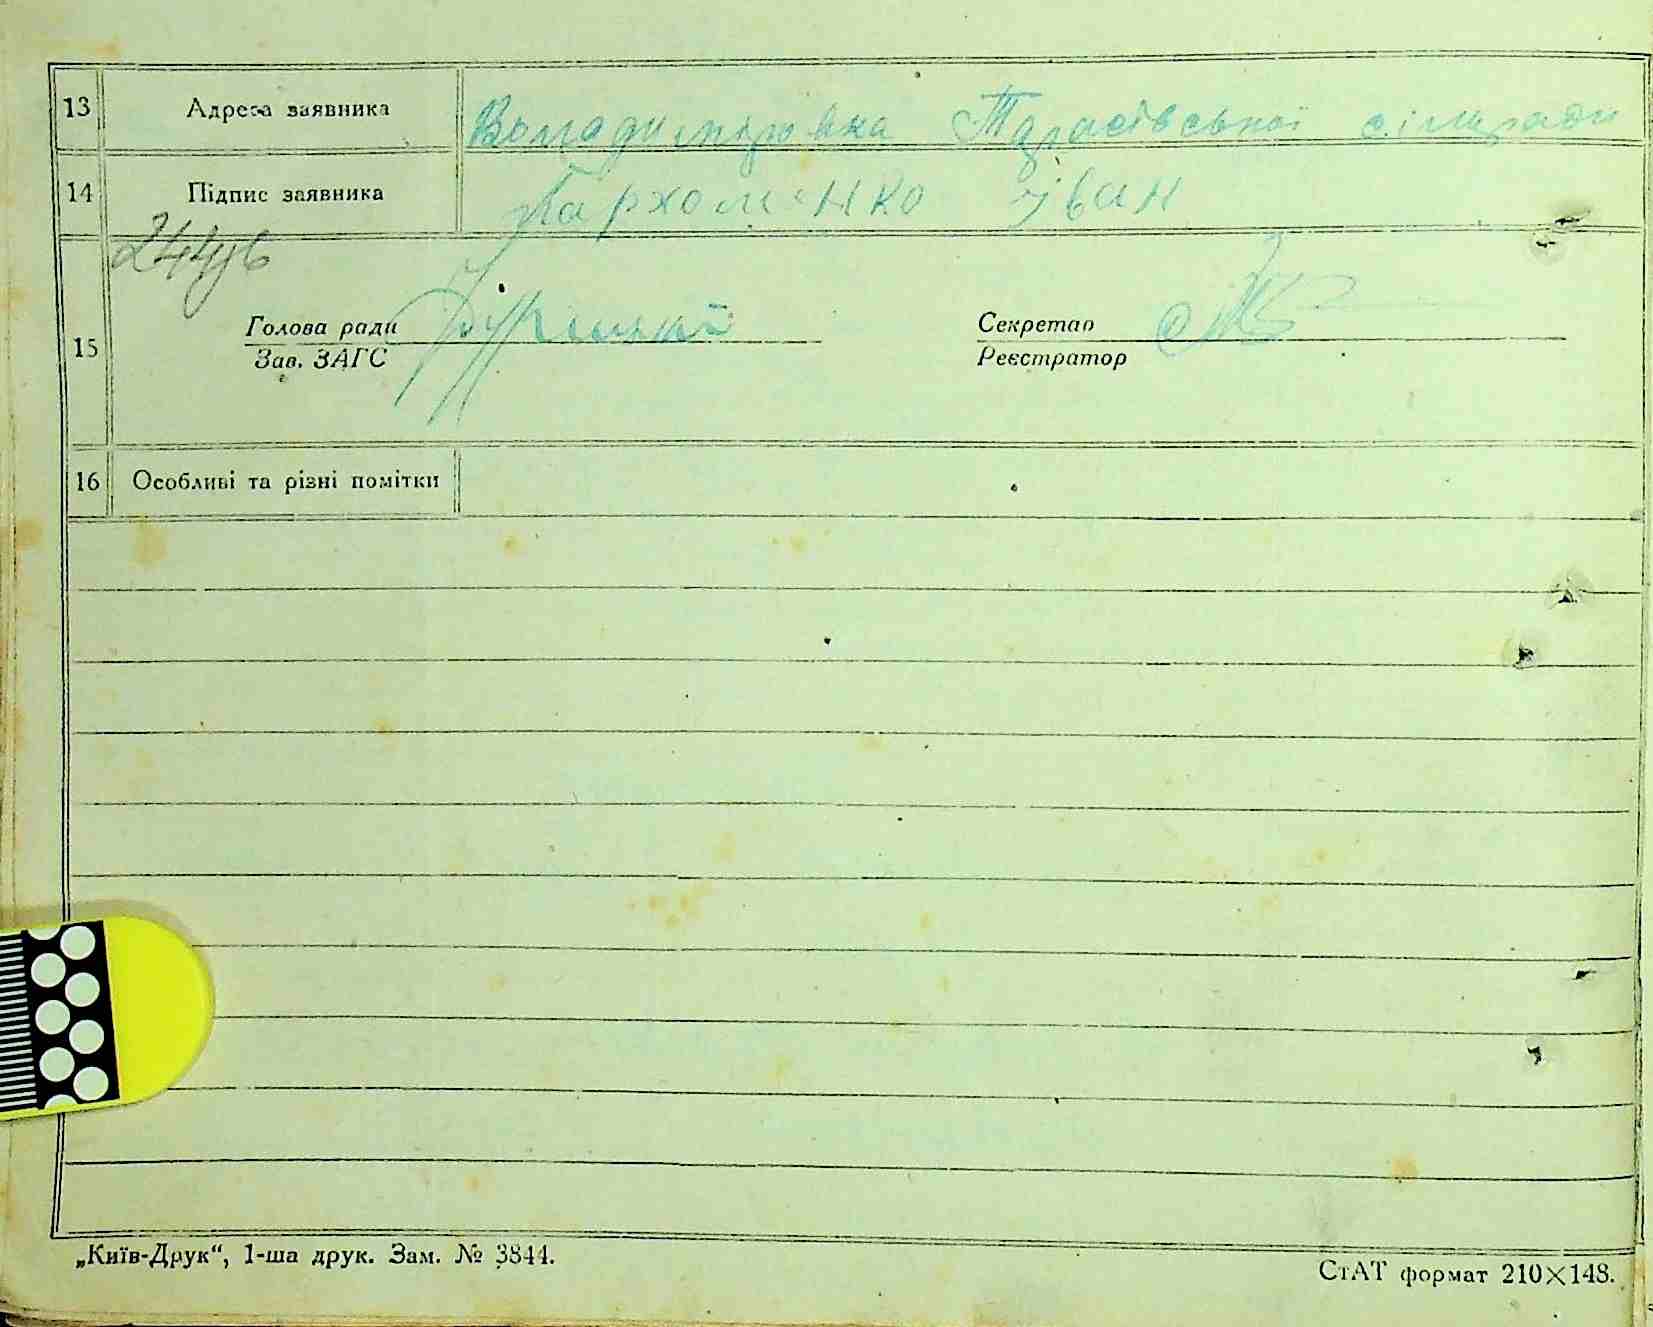 13 Адреса заявника Володимирівка Тарасівської сільради
14 Підпис заявника Пархоменко Іван
15
Голова ради Секретар
Зав. ЗАГС Реєстратор
16 Особливі та різні помітки
„Київ-Друк“, 1-ша друк. Зам. № 3844.
СтАТ формат 210×148.